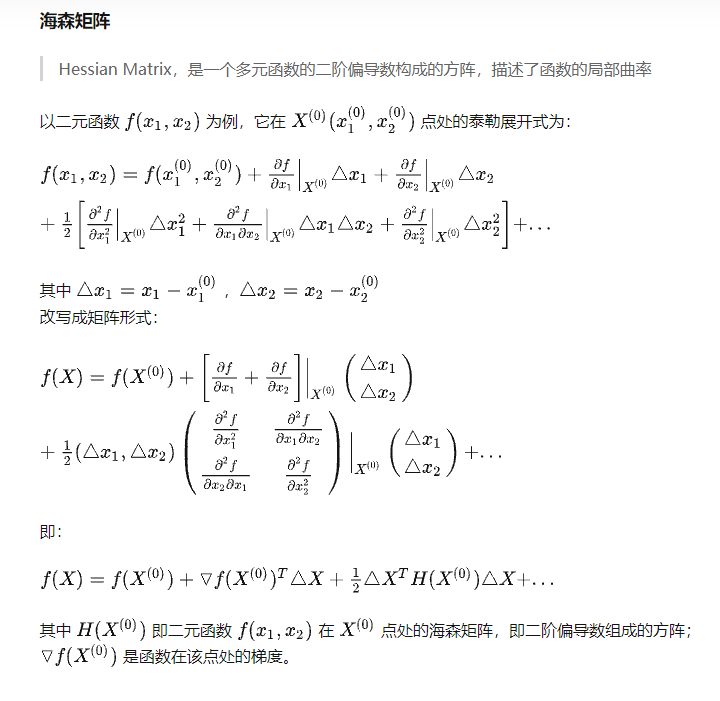 海森矩阵
Hessian Matrix，是一个多元函数的二阶偏导数构成的方阵，描述了函数的局部曲率
以二元函数 $f(x_1,x_2)$ 为例，它在 $X^{(0)}(x_1^{(0)},x_2^{(0)})$ 点处的泰勒展开式为：
$f(x_1,x_2)=f(x_1^{(0)},x_2^{(0)})+\frac{\partial f}{\partial x_1}|_{X^{(0)}}\triangle x_1+\frac{\partial f}{\partial x_2}|_{X^{(0)}}\triangle x_2$
$+\frac{1}{2}\left[\frac{\partial^2 f}{\partial x_1^2}|_{X^{(0)}}\triangle x_1^2+\frac{\partial^2 f}{\partial x_1\partial x_2}|_{X^{(0)}}\triangle x_1\triangle x_2+\frac{\partial^2 f}{\partial x_2^2}|_{X^{(0)}}\triangle x_2^2\right]+\dots$
其中 $\triangle x_1=x_1-x_1^{(0)}$ ，$\triangle x_2=x_2-x_2^{(0)}$
改写成矩阵形式：
$f(X)=f(X^{(0)})+\left[\frac{\partial f}{\partial x_1}+\frac{\partial f}{\partial x_2}\right]|_{X^{(0)}}\begin{pmatrix}\triangle x_1\\\triangle x_2\end{pmatrix}$
$+\frac{1}{2}(\triangle x_1,\triangle x_2)\begin{pmatrix}\frac{\partial^2 f}{\partial x_1^2}&\frac{\partial^2 f}{\partial x_1\partial x_2}\\\frac{\partial^2 f}{\partial x_2\partial x_1}&\frac{\partial^2 f}{\partial x_2^2}\end{pmatrix}|_{X^{(0)}}\begin{pmatrix}\triangle x_1\\\triangle x_2\end{pmatrix}+\dots$
即：
$f(X)=f(X^{(0)})+\triangledown f(X^{(0)})^T\triangle X+\frac{1}{2}\triangle X^T H(X^{(0)})\triangle X+\dots$
其中 $H(X^{(0)})$ 即二元函数 $f(x_1,x_2)$ 在 $X^{(0)}$ 点处的海森矩阵，即二阶偏导数组成的方阵；
$\triangledown f(X^{(0)})$ 是函数在该点处的梯度。